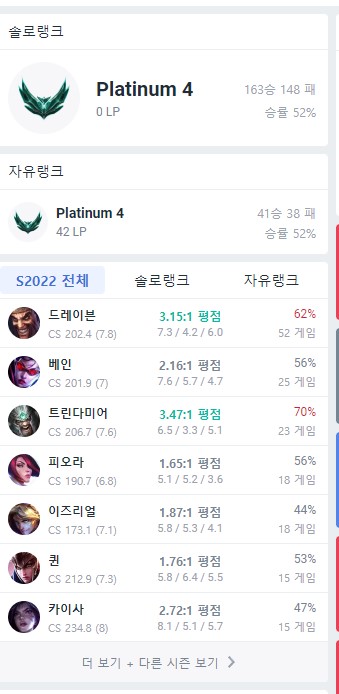 솔로랭크
Platinum 4
163승 148 패
0 LP
승률 52%
자유랭크
Platinum 4
41승 38 패
42 LP
승률 52%
S2022 전체 솔로랭크 자유랭크
드레이븐 3.15:1 평점 62%
CS 202.4 (7.8) 7.3 / 4.2 / 6.0 52 게임
베인 2.16:1 평점 56%
CS 201.9 (7) 7.6 / 5.7 / 4.7 25 게임
트린다미어 3.47:1 평점 70%
CS 206.7 (7.6) 6.5 / 3.3 / 5.1 23 게임
피오라 1.65:1 평점 56%
CS 190.7 (6.8) 5.1 / 5.2 / 3.6 18 게임
이즈리얼 1.87:1 평점 44%
CS 173.1 (7.1) 5.8 / 5.3 / 4.1 18 게임
퀸 1.76:1 평점 53%
CS 212.9 (7.3) 5.8 / 6.4 / 5.5 15 게임
카이사 2.72:1 평점 47%
CS 234.8 (8) 8.1 / 5.1 / 5.7 15 게임
더 보기 + 다른 시즌 보기